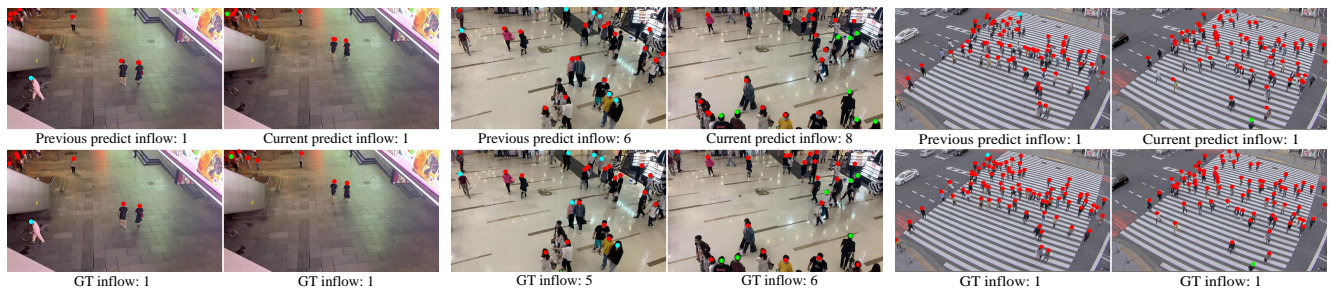 Previous predict inflow: 1
Current predict inflow: 1
Previous predict inflow: 6
Current predict inflow: 8
Previous predict inflow: 1
Current predict inflow: 1
GT inflow: 1
GT inflow: 1
GT inflow: 5
GT inflow: 6
GT inflow: 1
GT inflow: 1